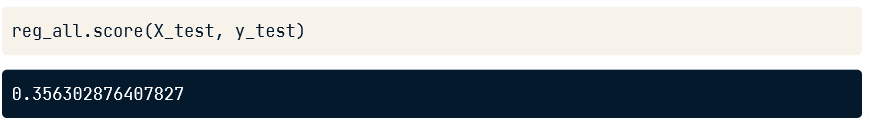 reg_all.score(X_test, y_test)
0.356302876407827